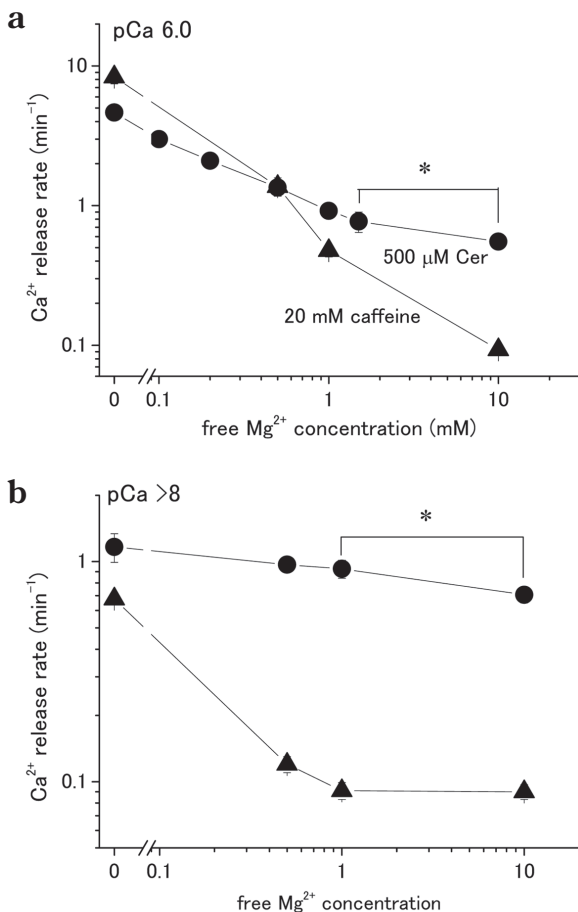 a
pCa 6.0
10
1
0.1
Ca²⁺ release rate (min⁻¹)
*
500 μM Cer
20 mM caffeine
0 0.1 1 10
free Mg²⁺ concentration (mM)
b
pCa >8
1
0.1
Ca²⁺ release rate (min⁻¹)
*
0 0.1 1 10
free Mg²⁺ concentration